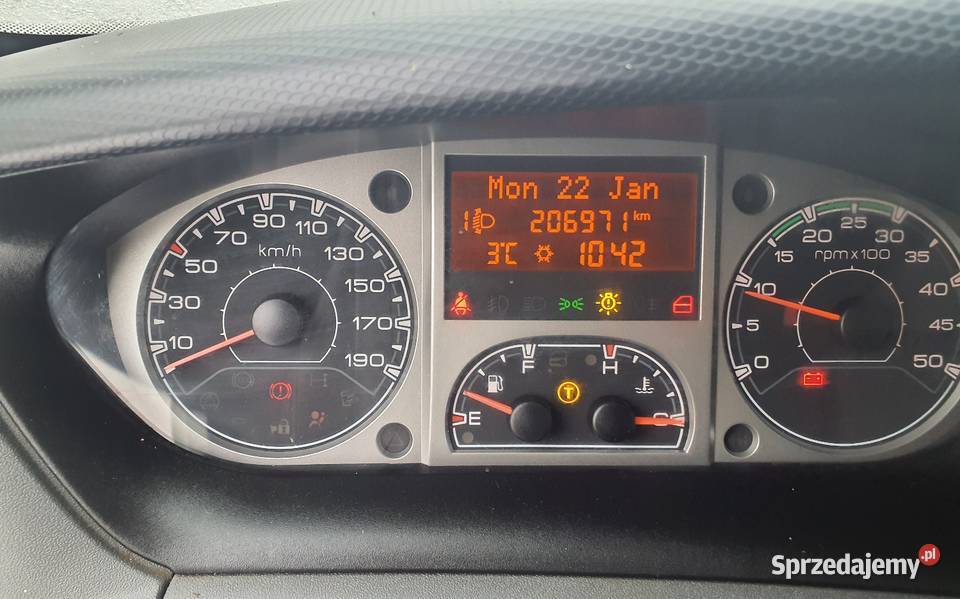 Mon 22 Jan
1 206971 km
3°C 10:42
10 30 50 70 90 110 130 150 170 190
km/h
0 5 10 15 20 25 30 35 40 45 50
rpm x 100
F H
E C
T
Sprzedajemy.pl